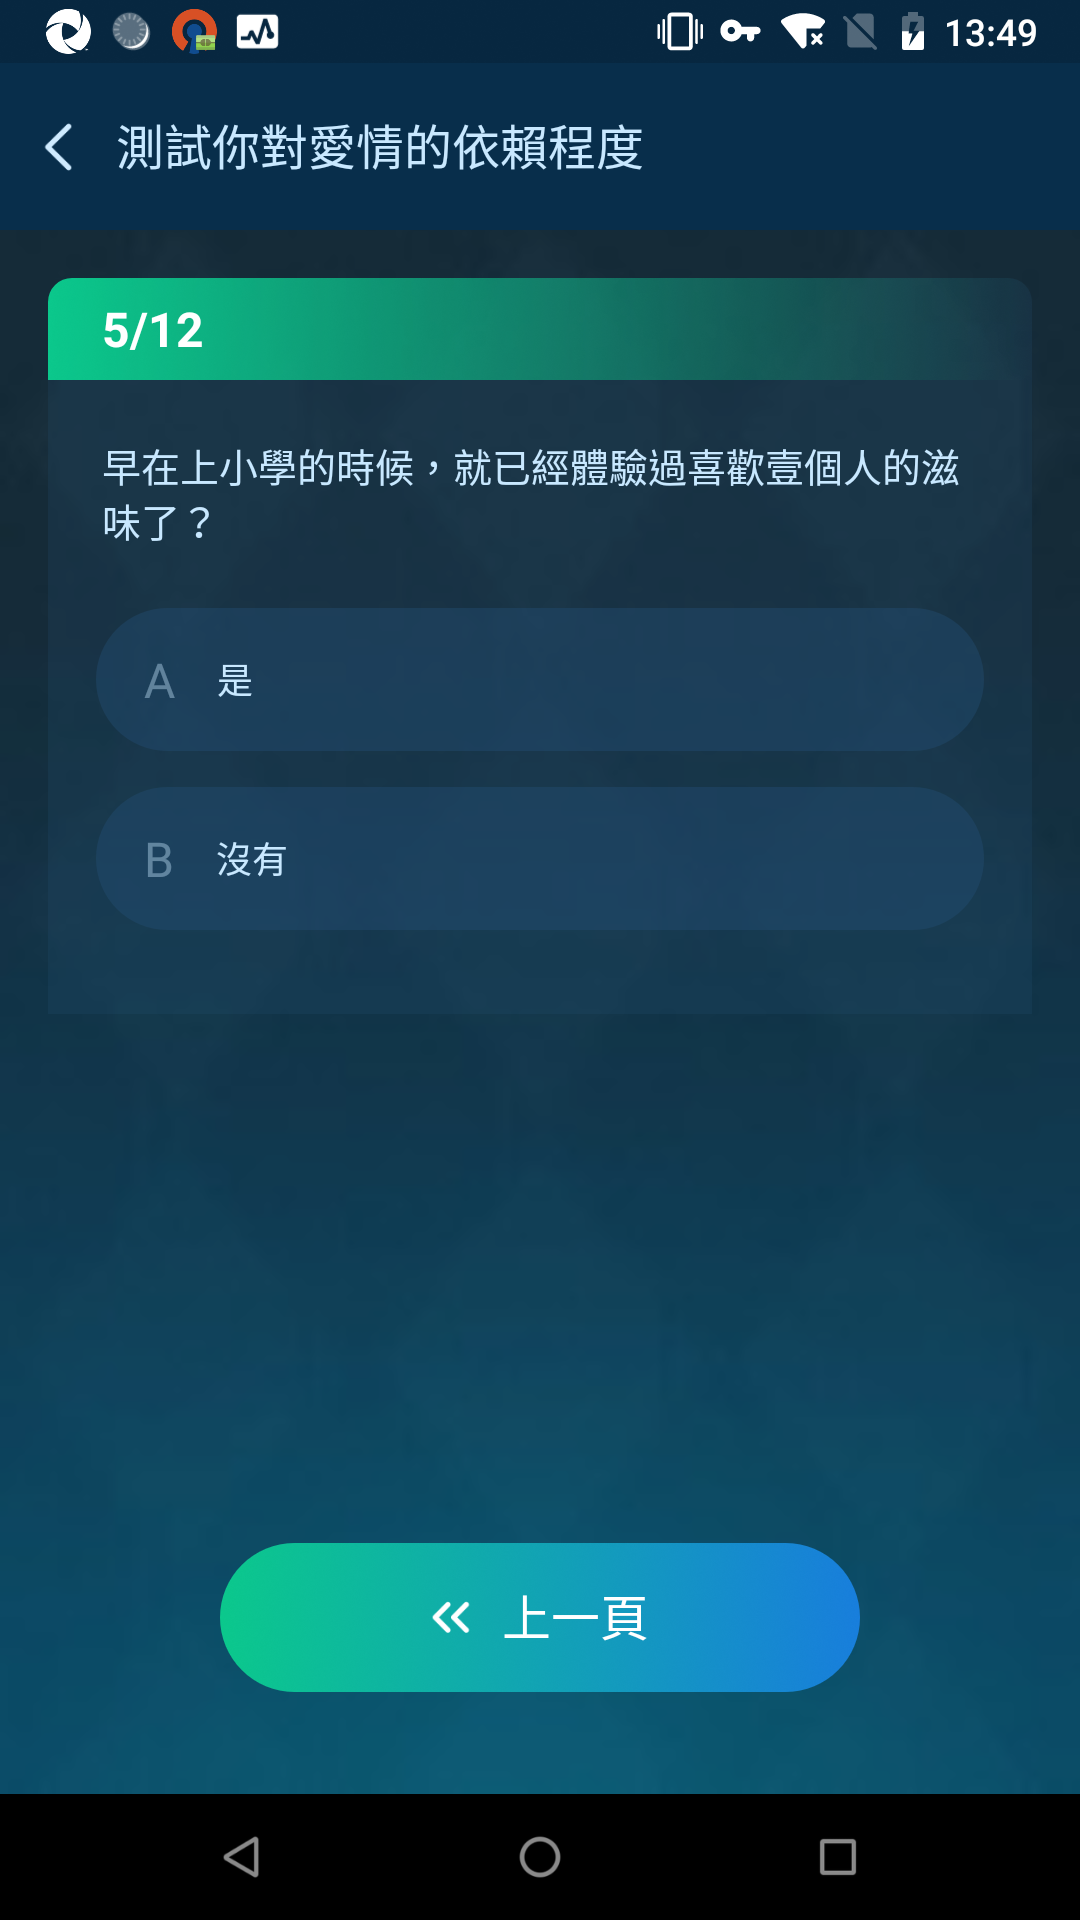 13:49
測試你對愛情的依賴程度
5/12
早在上小學的時候，就已經體驗過喜歡壹個人的滋
味了？
A 是
B 沒有
上一頁